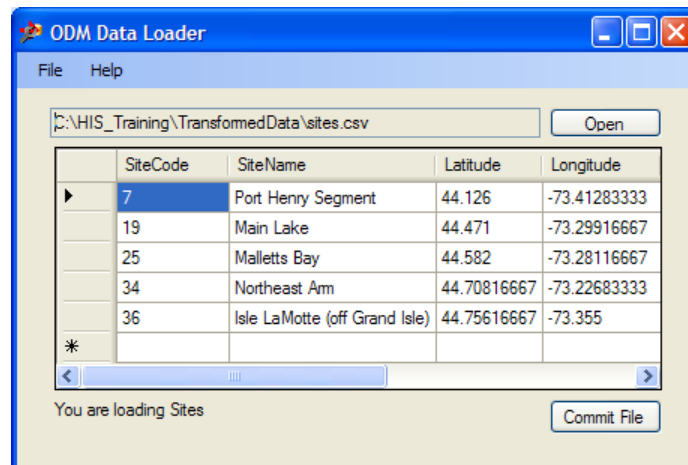 ODM Data Loader
File Help
C:\HIS_Training\TransformedData\sites.csv Open
SiteCode SiteName Latitude Longitude
7 Port Henry Segment 44.126 -73.41283333
19 Main Lake 44.471 -73.29916667
25 Malletts Bay 44.582 -73.28116667
34 Northeast Arm 44.70816667 -73.22683333
36 Isle LaMotte (off Grand Isle) 44.75616667 -73.355
You are loading Sites Commit File